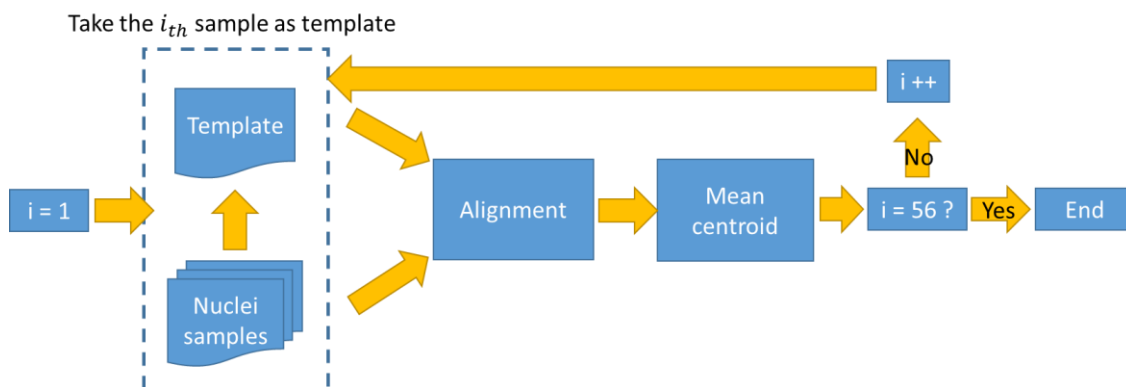 Take the i_th sample as template
Template
i ++
No
i = 1
Alignment
Mean
centroid
i = 56 ?
Yes
End
Nuclei
samples